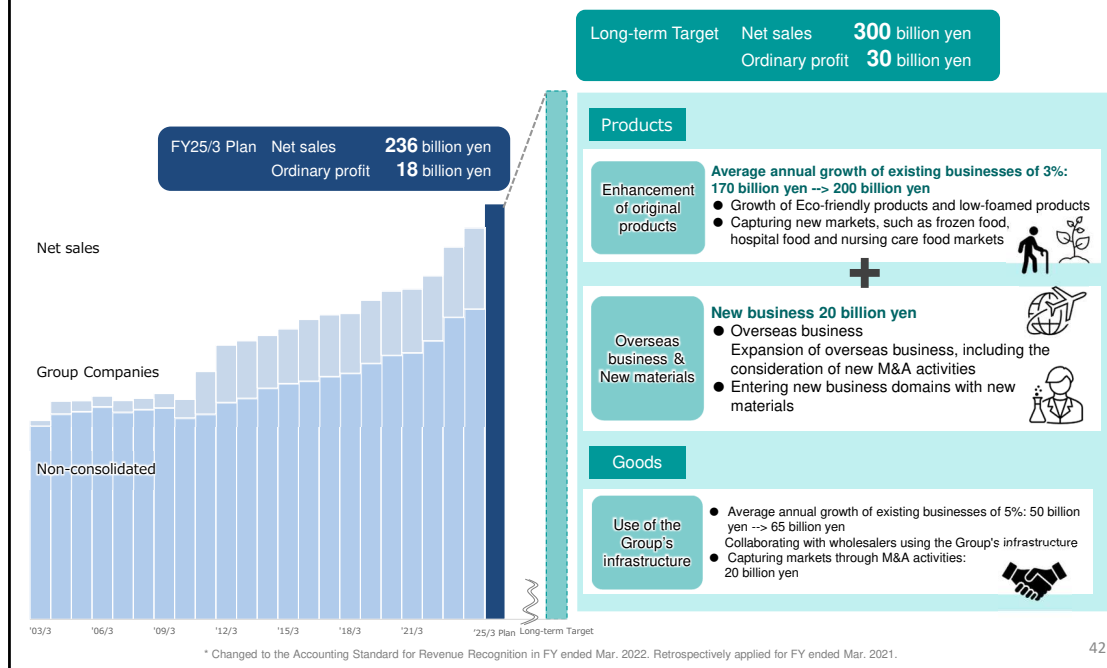 Long-term Target Net sales 300 billion yen
Ordinary profit 30 billion yen
FY25/3 Plan Net sales 236 billion yen
Ordinary profit 18 billion yen
Net sales
Group Companies
Non-consolidated
'03/3 '06/3 '09/3 '12/3 '15/3 '18/3 '21/3 '25/3 Plan Long-term Target
Products
Enhancement
of original
products
Average annual growth of existing businesses of 3%:
170 billion yen --> 200 billion yen
● Growth of Eco-friendly products and low-foamed products
● Capturing new markets, such as frozen food,
hospital food and nursing care food markets
+
Overseas
business &
New materials
New business 20 billion yen
● Overseas business
Expansion of overseas business, including the
consideration of new M&A activities
● Entering new business domains with new
materials
Goods
Use of the
Group's
infrastructure
● Average annual growth of existing businesses of 5%: 50 billion
yen --> 65 billion yen
Collaborating with wholesalers using the Group's infrastructure
● Capturing markets through M&A activities:
20 billion yen
* Changed to the Accounting Standard for Revenue Recognition in FY ended Mar. 2022. Retrospectively applied for FY ended Mar. 2021.
42